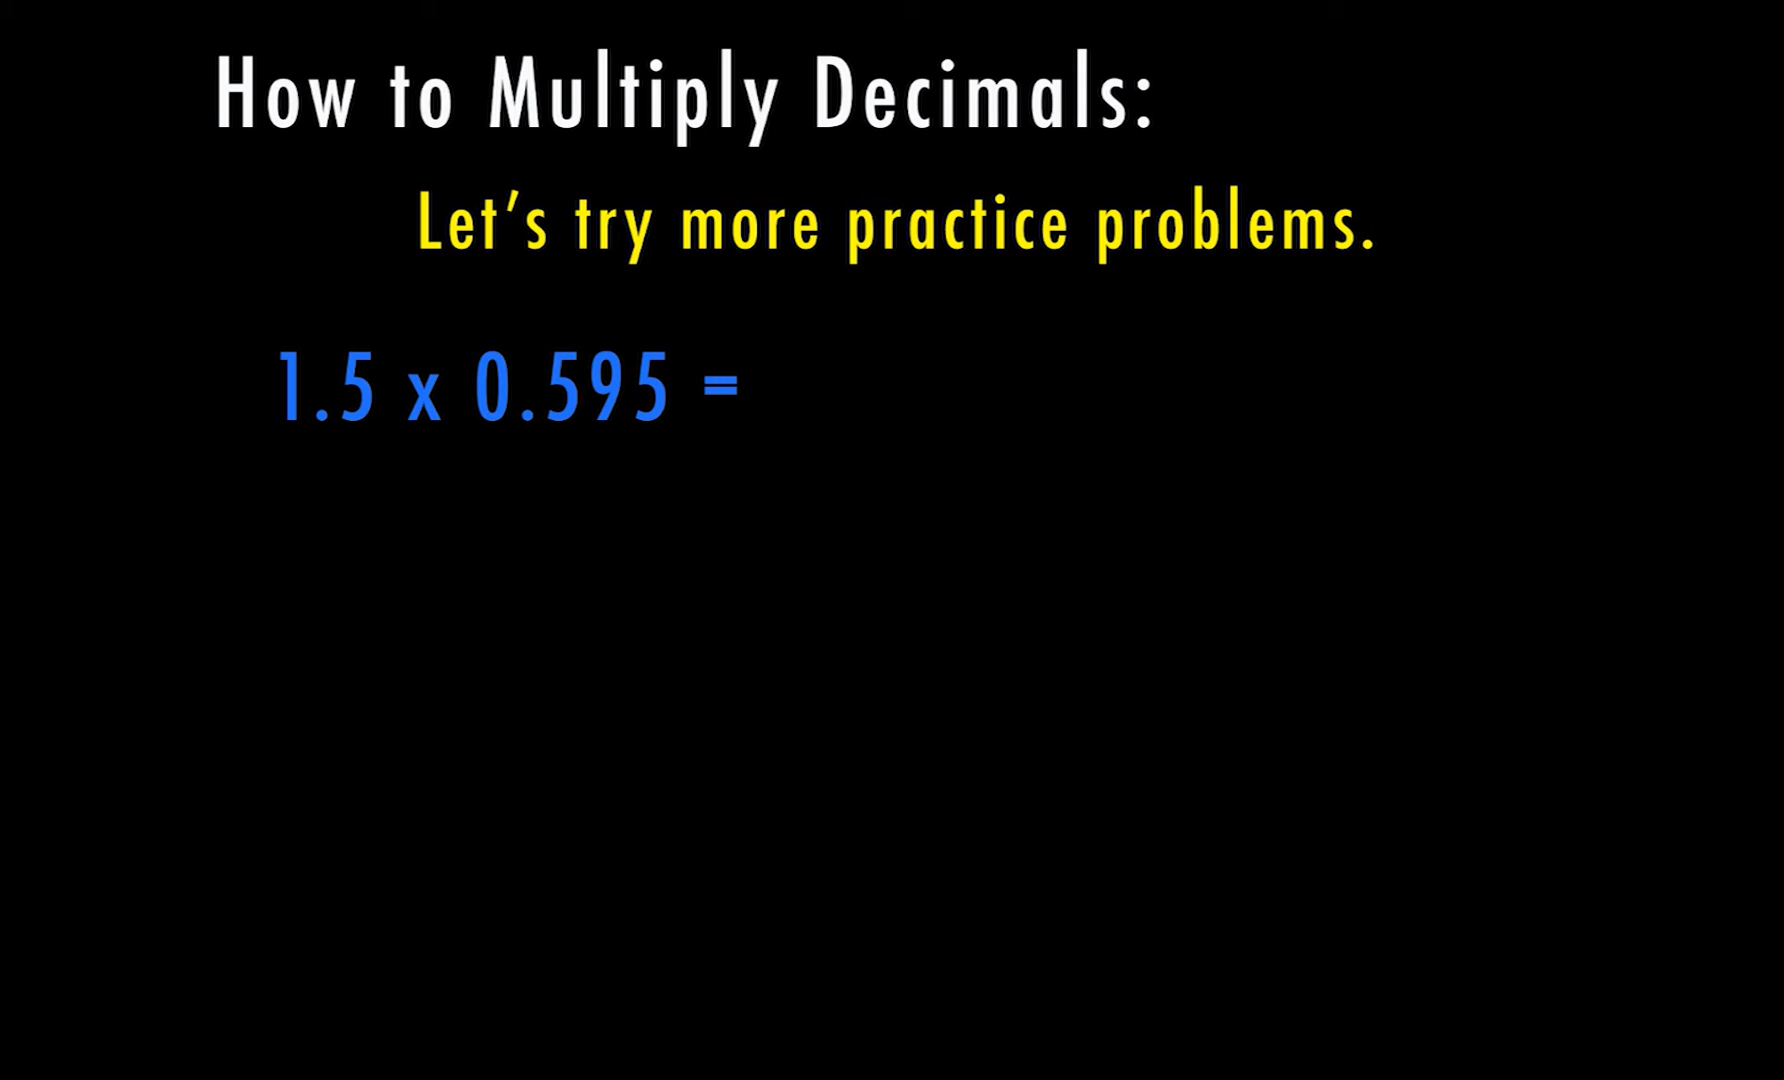 How to Multiply Decimals:
Let’s try more practice problems.
1.5 x 0.595 =